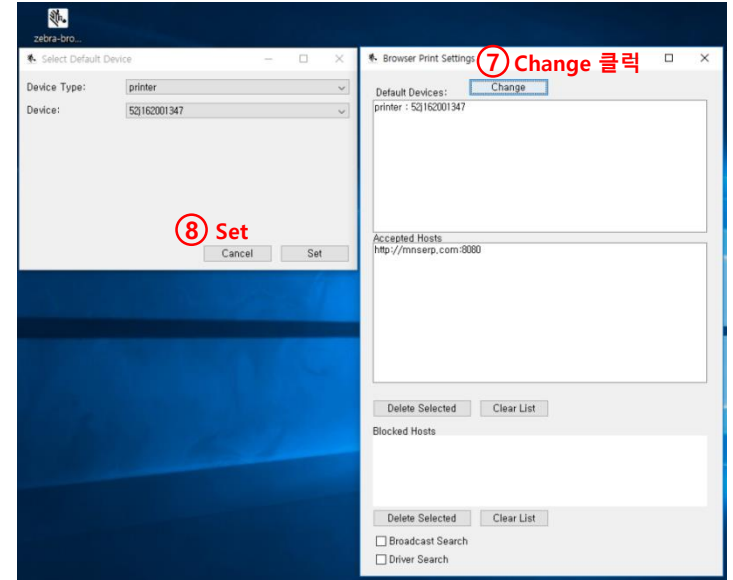 zebra-bro...
Select Default Device
Device Type: printer
Device: 52j162001347
⑧ Set
Cancel Set
Browser Print Settings
⑦ Change 클릭
Default Devices: Change
printer : 52j162001347
Accepted Hosts
http://mnserp.com:8080
Delete Selected Clear List
Blocked Hosts
Delete Selected Clear List
Broadcast Search
Driver Search